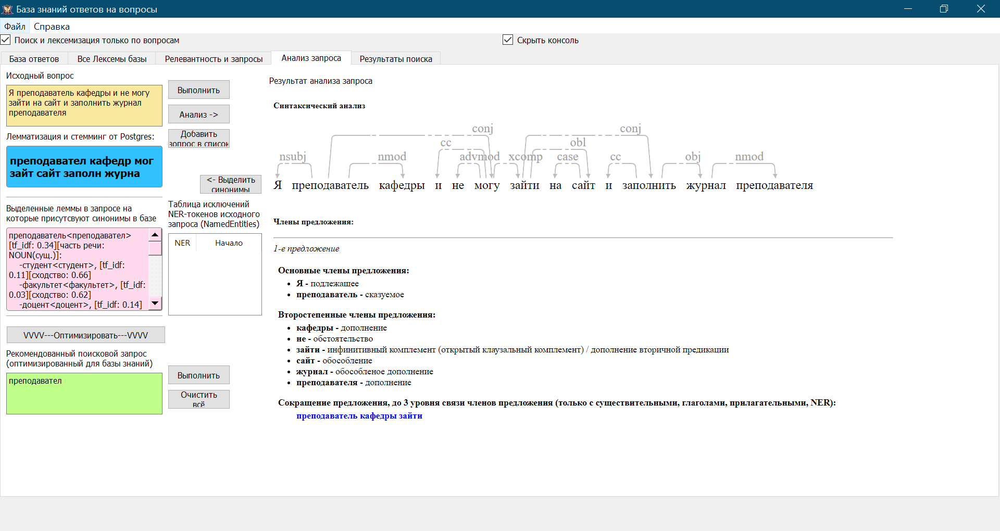 База знаний ответов на вопросы
Файл Справка
Поиск и лексемизация только по вопросам
Скрыть консоль
База ответов
Все Лексемы базы
Релевантность и запросы
Анализ запроса
Результаты поиска
Исходный вопрос
Я преподаватель кафедры и не могу
зайти на сайт и заполнить журнал
преподавателя
Лемматизация и стемминг от Postgres:
преподавател кафедр мог
зайт сайт заполн журна
Выделенные леммы в запросе на
которые присутсвуют синонимы в базе
преподаватель<преподавател>
[tf_idf: 0.34][часть речи:
NOUN(сущ.)]:
-студент<студент>, [tf_idf:
0.11][сходство: 0.66]
-факультет<факультет>, [tf_idf:
0.03][сходство: 0.62]
-доцент<доцент>, [tf_idf: 0.14]
VVVV---Оптимизировать---VVVV
Рекомендованный поисковой запрос
(оптимизированный для базы знаний)
преподавател
Выполнить
Анализ ->
Добавить
вопрос в список
<- Выделить
синонимы
Таблица исключений
NER-токенов исходного
запроса (NamedEntities)
NER Начало
Выполнить
Очистить
всё
Результат анализа запроса
Синтаксический анализ
conj conj
cc obl
nsubj nmod advmod xcomp case cc obj nmod
Я преподаватель кафедры и не могу зайти на сайт и заполнить журнал преподавателя
Члены предложения:
1-е предложение
Основные члены предложения:
• Я - подлежащее
• преподаватель - сказуемое
Второстепенные члены предложения:
• кафедры - дополнение
• не - обстоятельство
• зайти - инфинитивный комплемент (открытый клаузальный комплемент) / дополнение вторичной предикации
• сайт - обособление
• журнал - обособленое дополнение
• преподавателя - дополнение
Сокращение предложения, до 3 уровня связи членов предложения (только с существительными, глаголами, прилагательными, NER):
преподаватель кафедры зайти